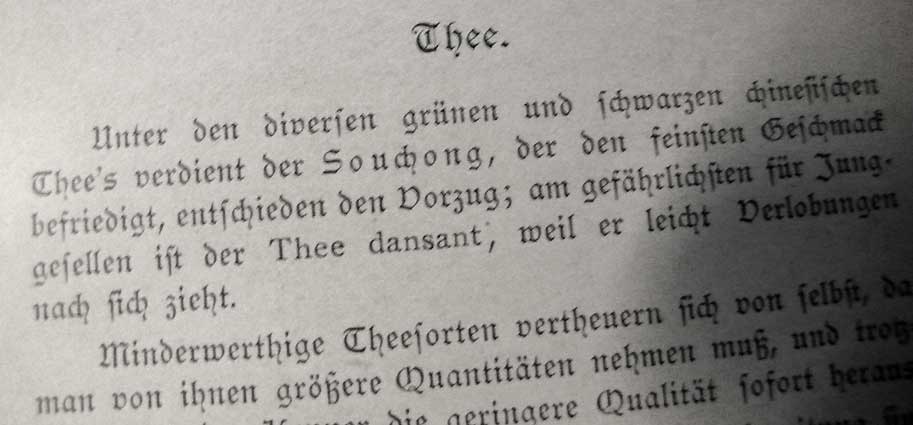 Thee.
Unter den diversen grünen und schwarzen chinesischen
Thee's verdient der Souchong, der den feinsten Geschmack
befriedigt, entschieden den Vorzug; am gefährlichsten für Jung-
gesellen ist der Thee dansant, weil er leicht Verlobungen
nach sich zieht.
Minderwerthige Theesorten vertheuern sich von selbst, da
man von ihnen größere Quantitäten nehmen muß, und trotz
die geringere Qualität sofort heraus